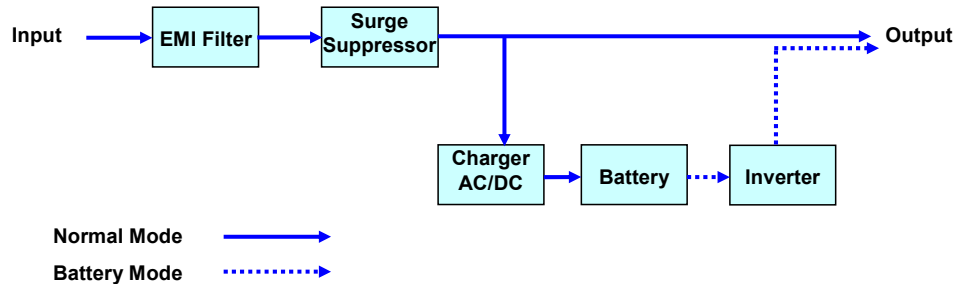 Input
EMI Filter
Surge
Suppressor
Output
Charger
AC/DC
Battery
Inverter
Normal Mode
Battery Mode